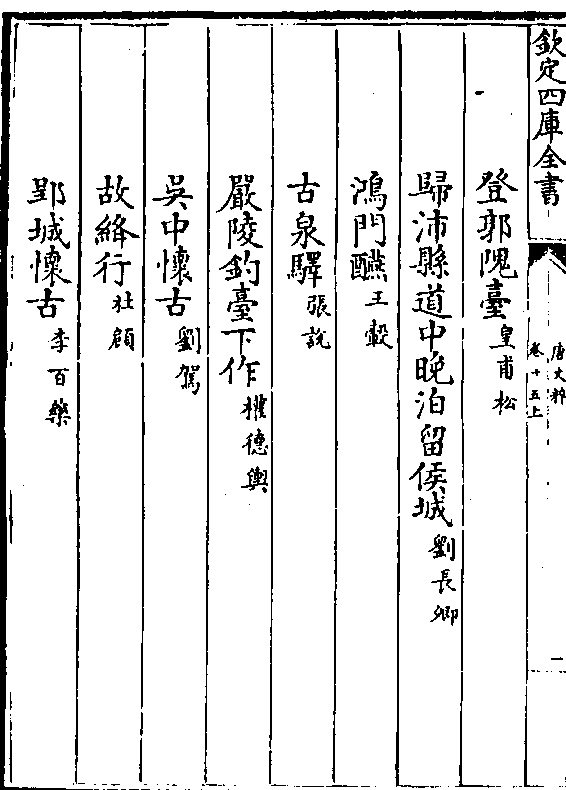 欽定四庫全書
唐文粹
卷十五上
一
登郭隗臺皇甫松
歸沛縣道中晚泊留侯城劉長卿
鴻門讌王轂
古泉驛張說
嚴陵釣臺下作權德輿
吳中懷古劉駕
故絳行杜頠
郢城懷古李百藥